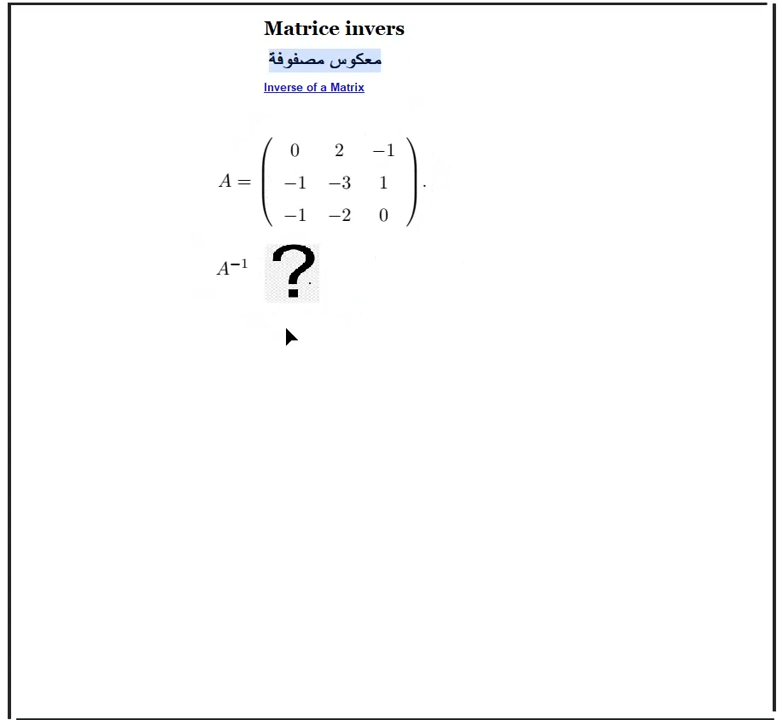 Matrice invers
معكوس مصفوفة
Inverse of a Matrix
A = ( 0 2 −1
−1 −3 1
−1 −2 0 ).
A−1 ?